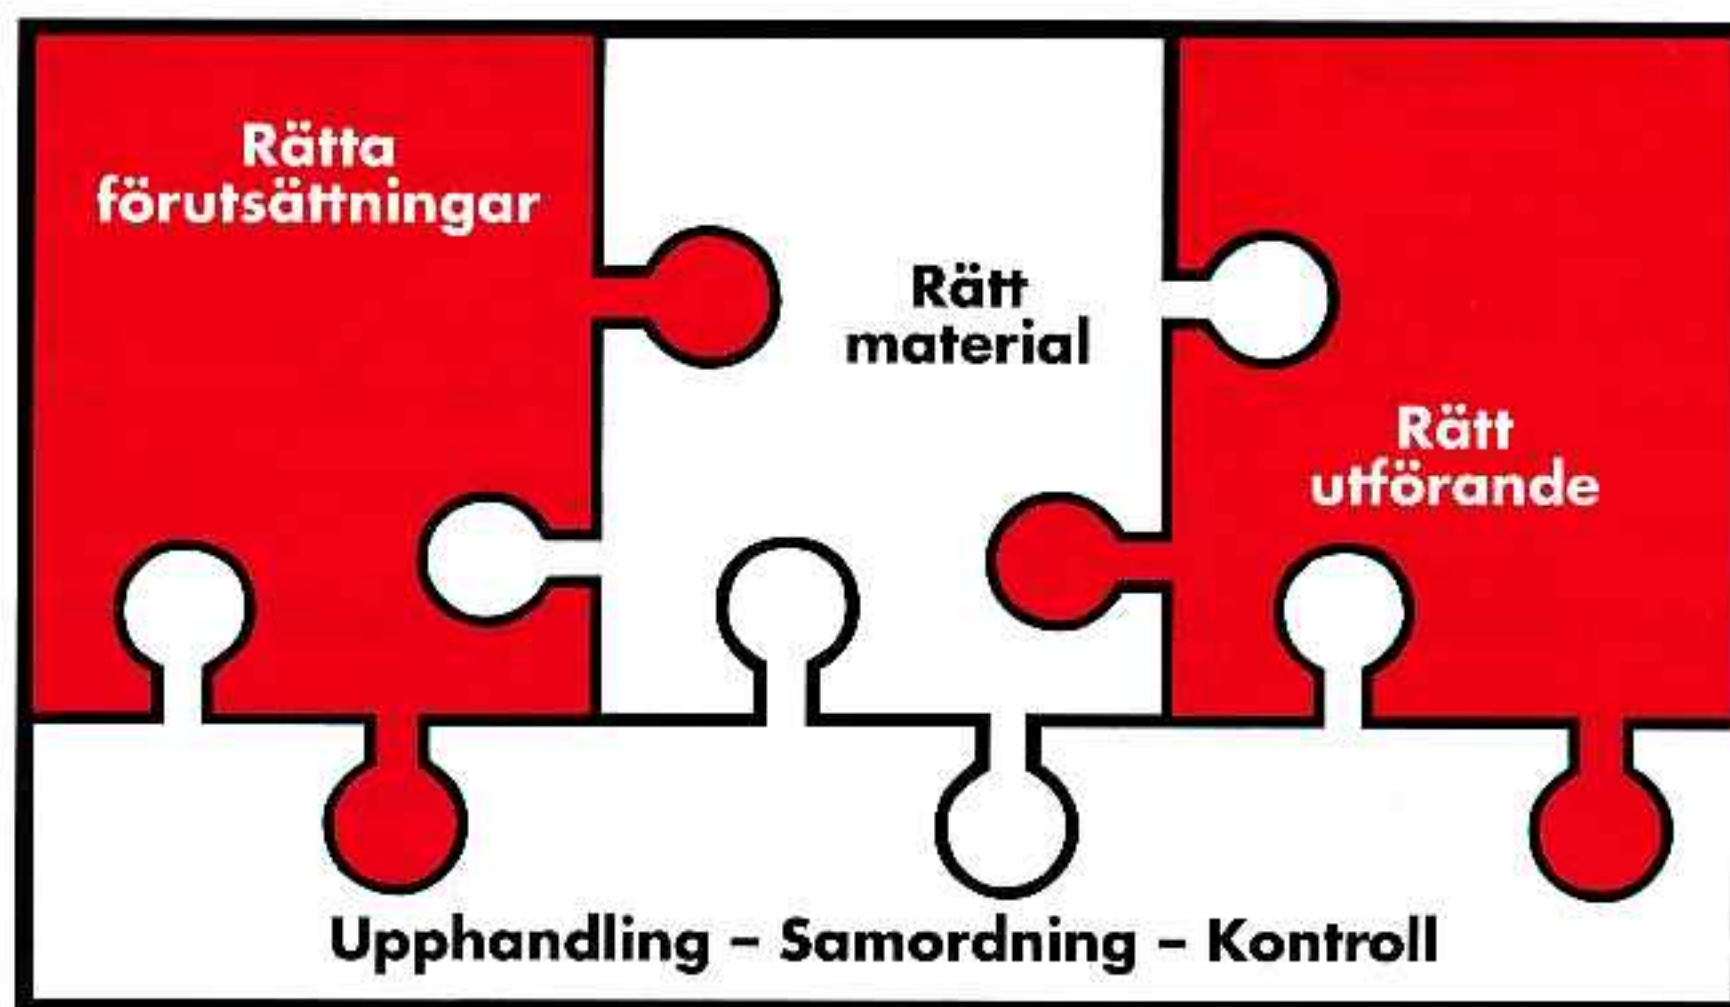 Rätta
förutsättningar
Rätt
material
Rätt
utförande
Upphandling – Samordning – Kontroll